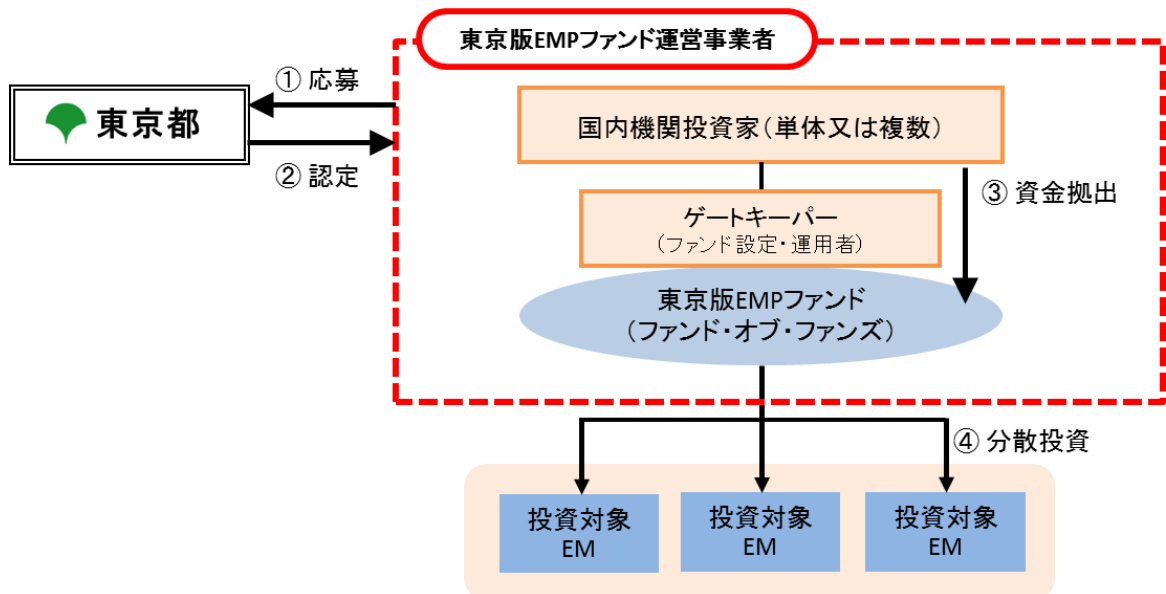 東京版EMPファンド運営事業者
① 応募
東京都
② 認定
国内機関投資家（単体又は複数）
③ 資金拠出
ゲートキーパー
（ファンド設定・運用者）
東京版EMPファンド
（ファンド・オブ・ファンズ）
④ 分散投資
投資対象
EM
投資対象
EM
投資対象
EM